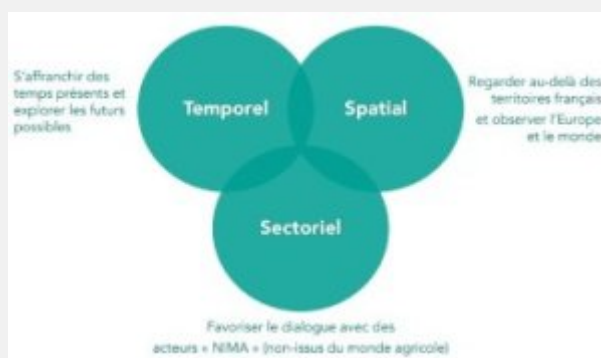 S'affranchir des
temps présents et
explorer les futurs
possibles
Temporel
Spatial
Regarder au-delà des
territoires français
et observer l'Europe
et le monde
Sectoriel
Favoriser le dialogue avec des
acteurs « NIMA » (non-issus du monde agricole)